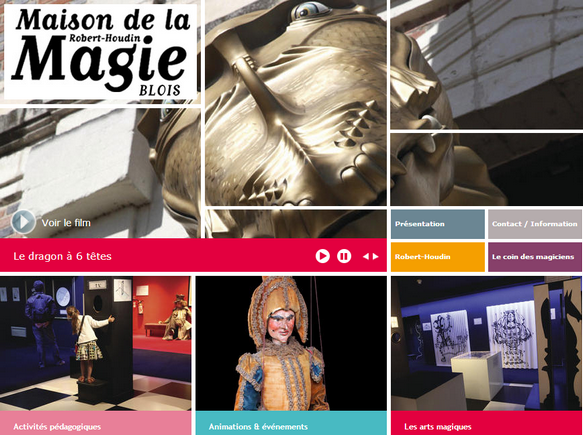 Maison de la
Robert-Houdin
Magie
BLOIS
Voir le film
Le dragon à 6 têtes
Présentation
Contact / Information
Robert-Houdin
Le coin des magiciens
Activités pédagogiques
Animations & événements
Les arts magiques